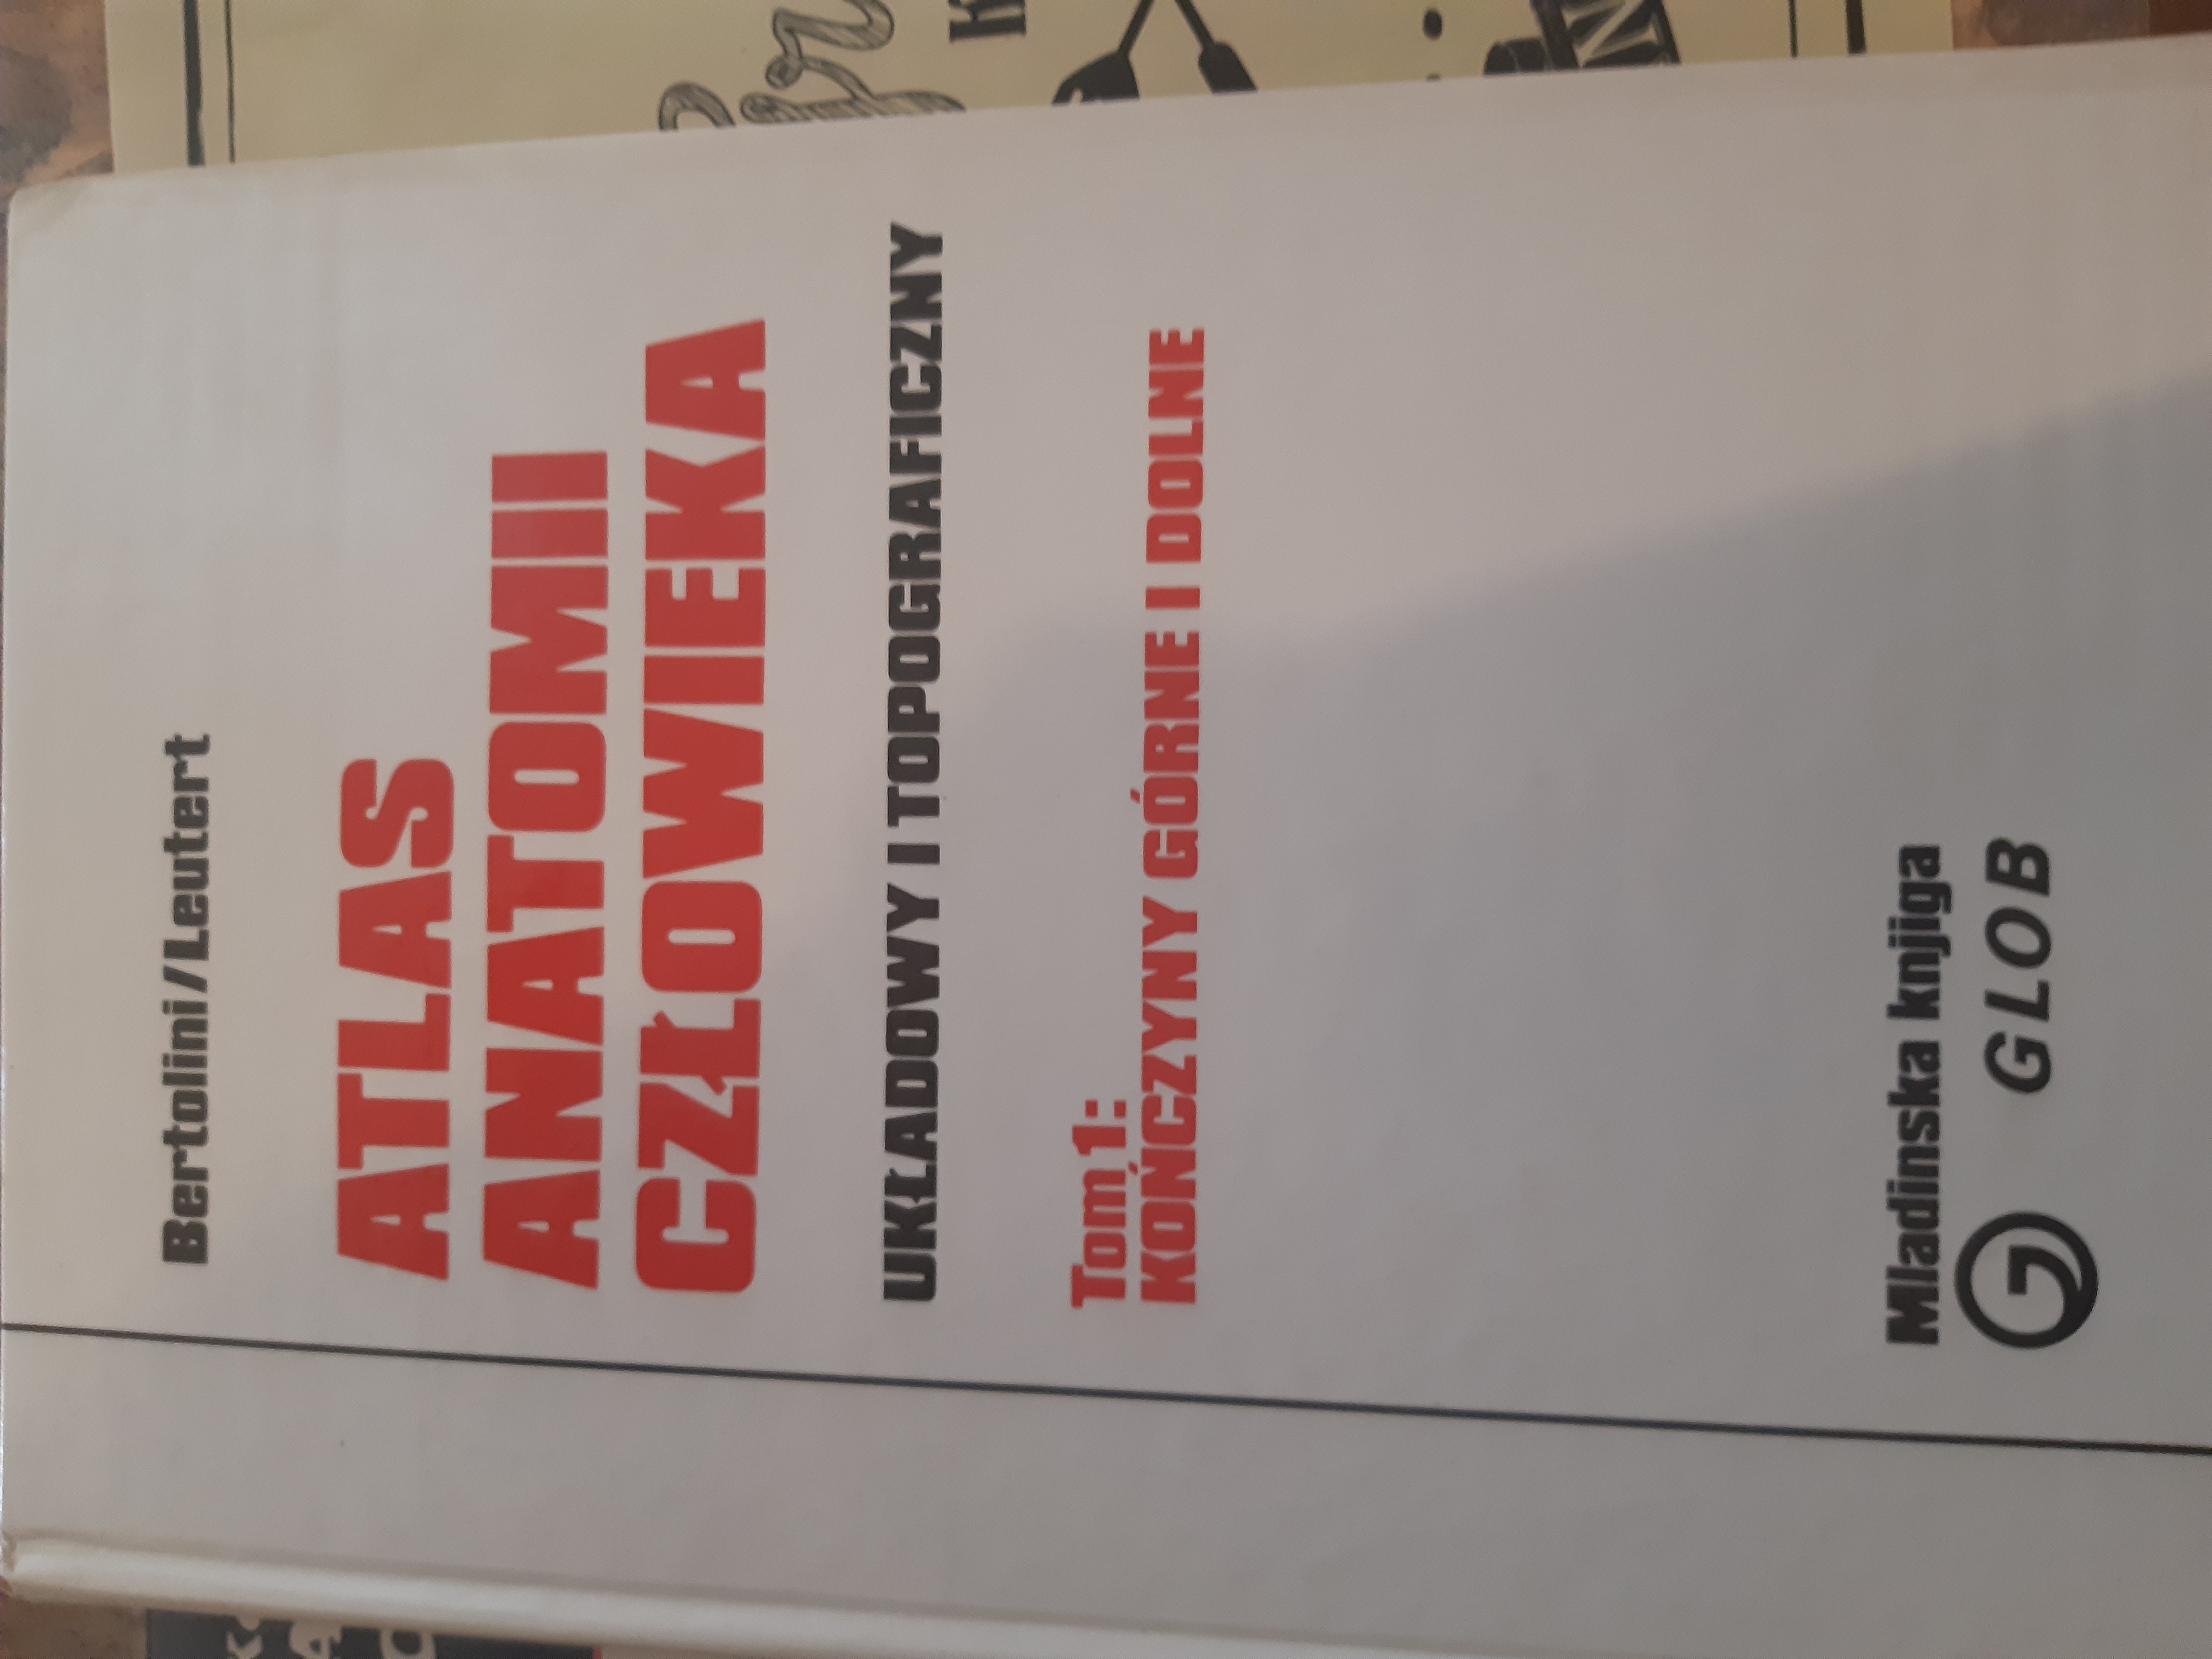 Bertolini/Leutert
ATLAS
ANATOMII
CZŁOWIEKA
UKŁADOWY I TOPOGRAFICZNY
Tom 1:
KOŃCZYNY GÓRNE I DOLNE
Mladinska knjiga
GLOB